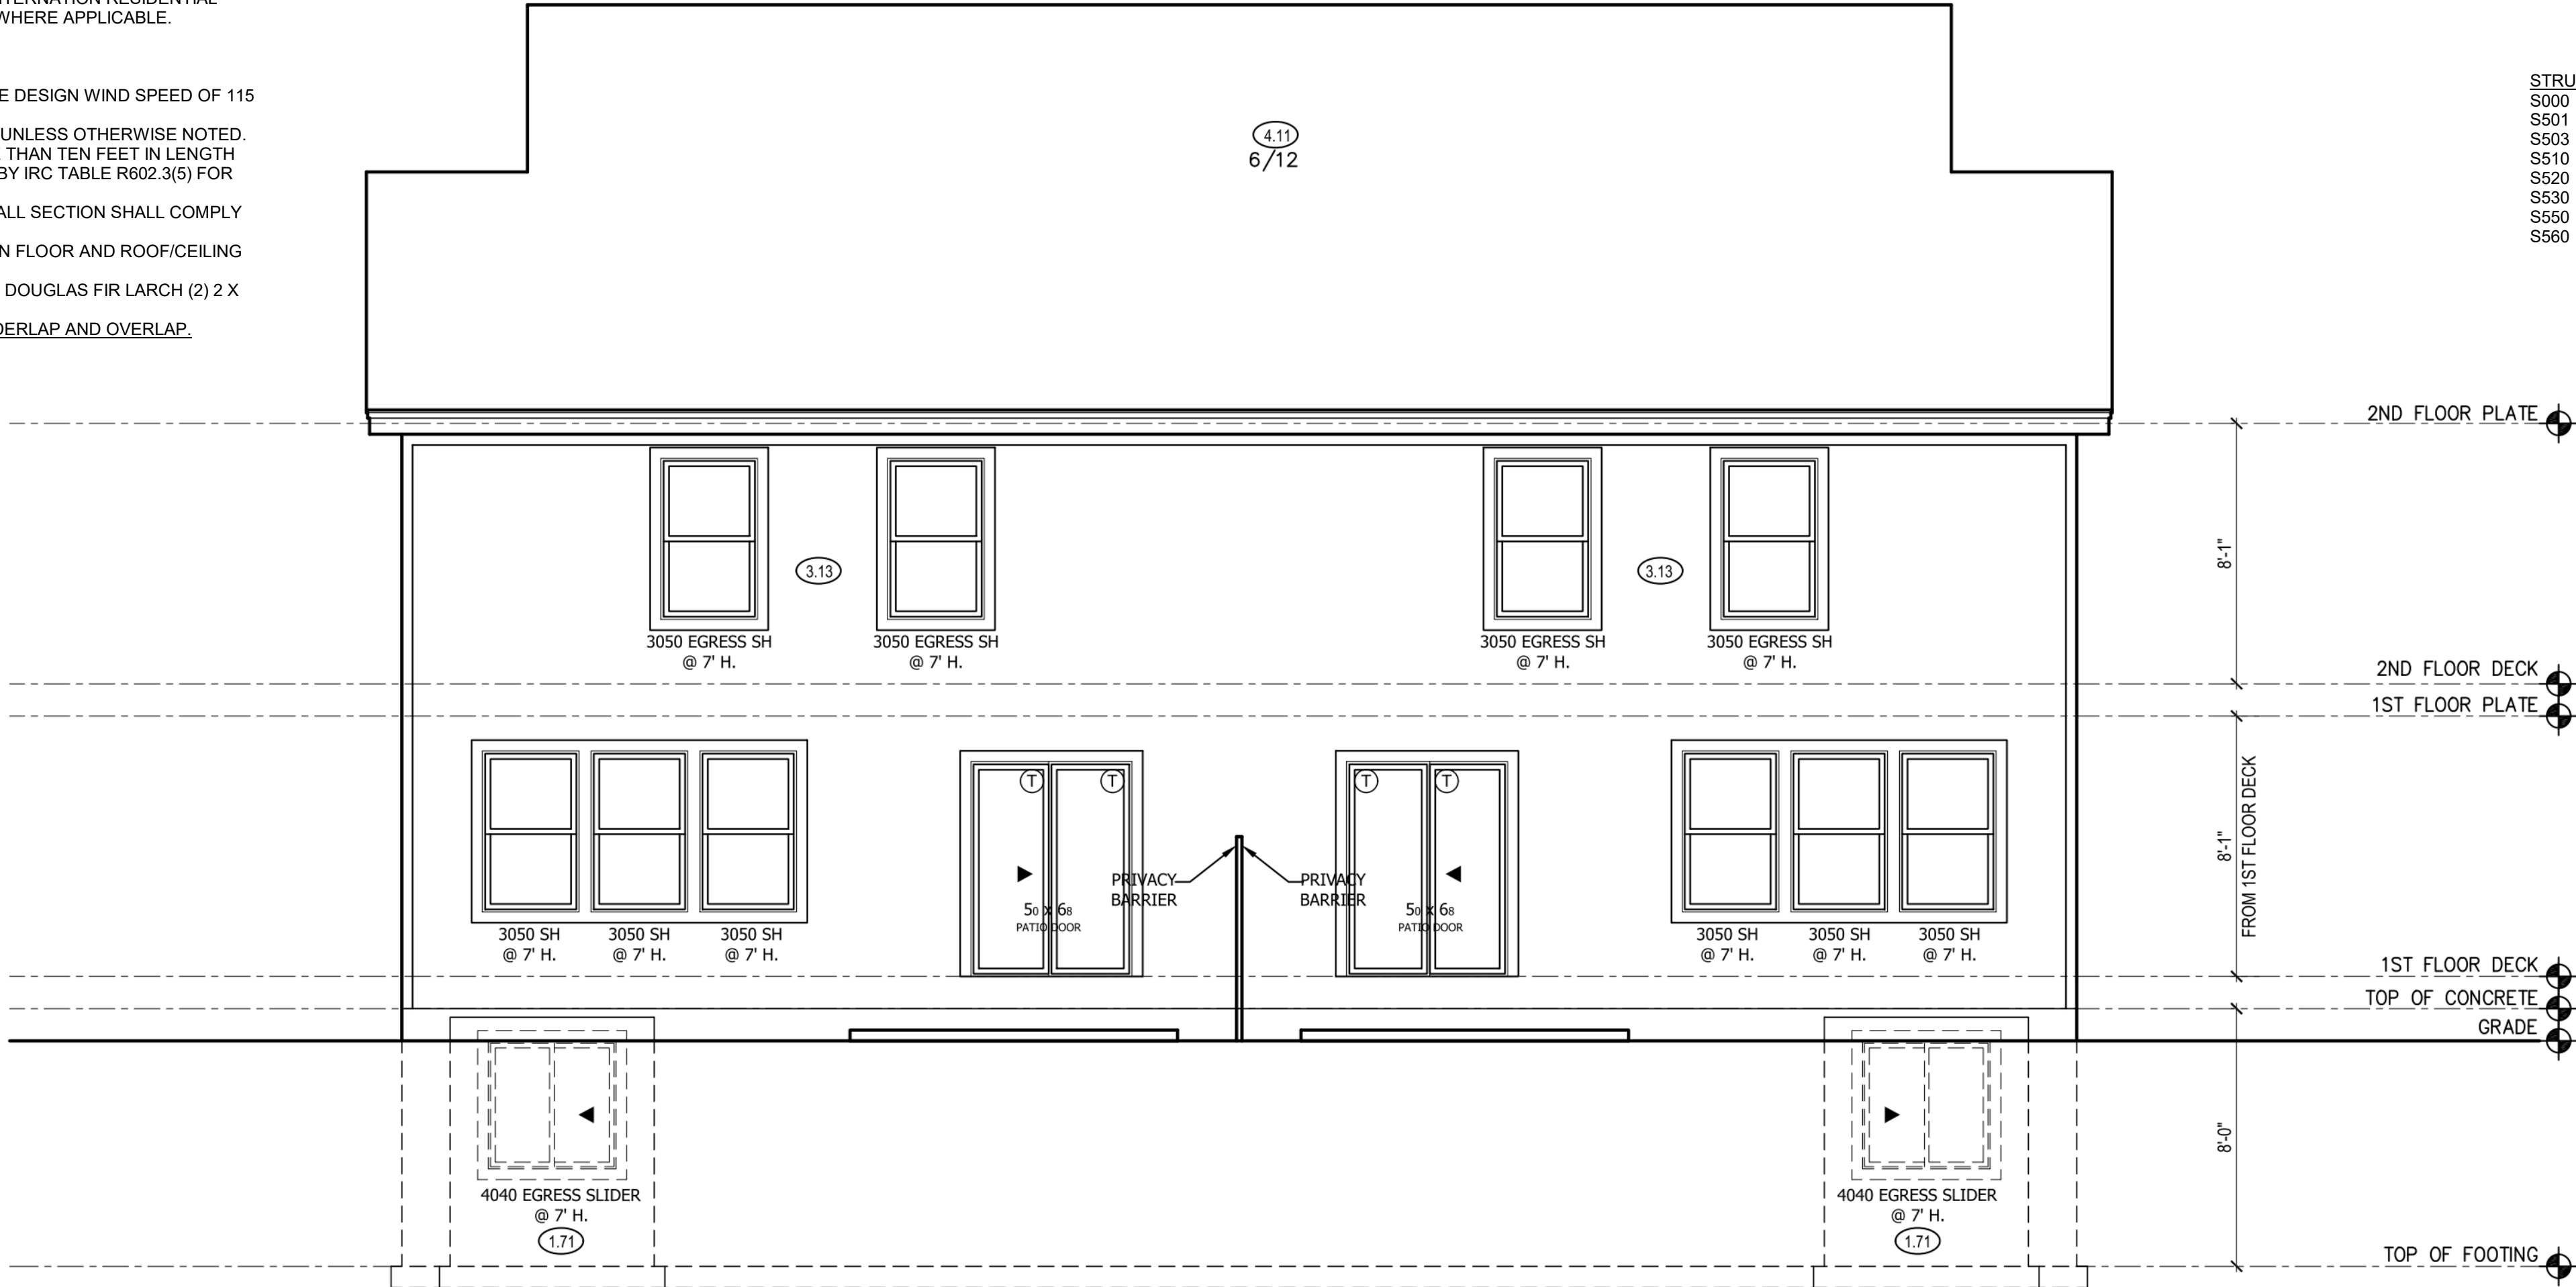 TERNATION RESIDENTIAL
WHERE APPLICABLE.
E DESIGN WIND SPEED OF 115
UNLESS OTHERWISE NOTED.
THAN TEN FEET IN LENGTH
BY IRC TABLE R602.3(5) FOR
ALL SECTION SHALL COMPLY
N FLOOR AND ROOF/CEILING
DOUGLAS FIR LARCH (2) 2 X
DERLAP AND OVERLAP.
STRU
S000
S501
S503
S510
S520
S530
S550
S560
4.11
6/12
2ND FLOOR PLATE
8'-1"
3.13
3.13
3050 EGRESS SH
@ 7' H.
3050 EGRESS SH
@ 7' H.
3050 EGRESS SH
@ 7' H.
3050 EGRESS SH
@ 7' H.
2ND FLOOR DECK
1ST FLOOR PLATE
T
T
T
T
8'-1"
FROM 1ST FLOOR DECK
PRIVACY
BARRIER
PRIVACY
BARRIER
50 x 68
PATIO DOOR
50 x 68
PATIO DOOR
3050 SH
@ 7' H.
3050 SH
@ 7' H.
3050 SH
@ 7' H.
3050 SH
@ 7' H.
3050 SH
@ 7' H.
3050 SH
@ 7' H.
1ST FLOOR DECK
TOP OF CONCRETE
GRADE
8'-0"
4040 EGRESS SLIDER
@ 7' H.
1.71
4040 EGRESS SLIDER
@ 7' H.
1.71
TOP OF FOOTING